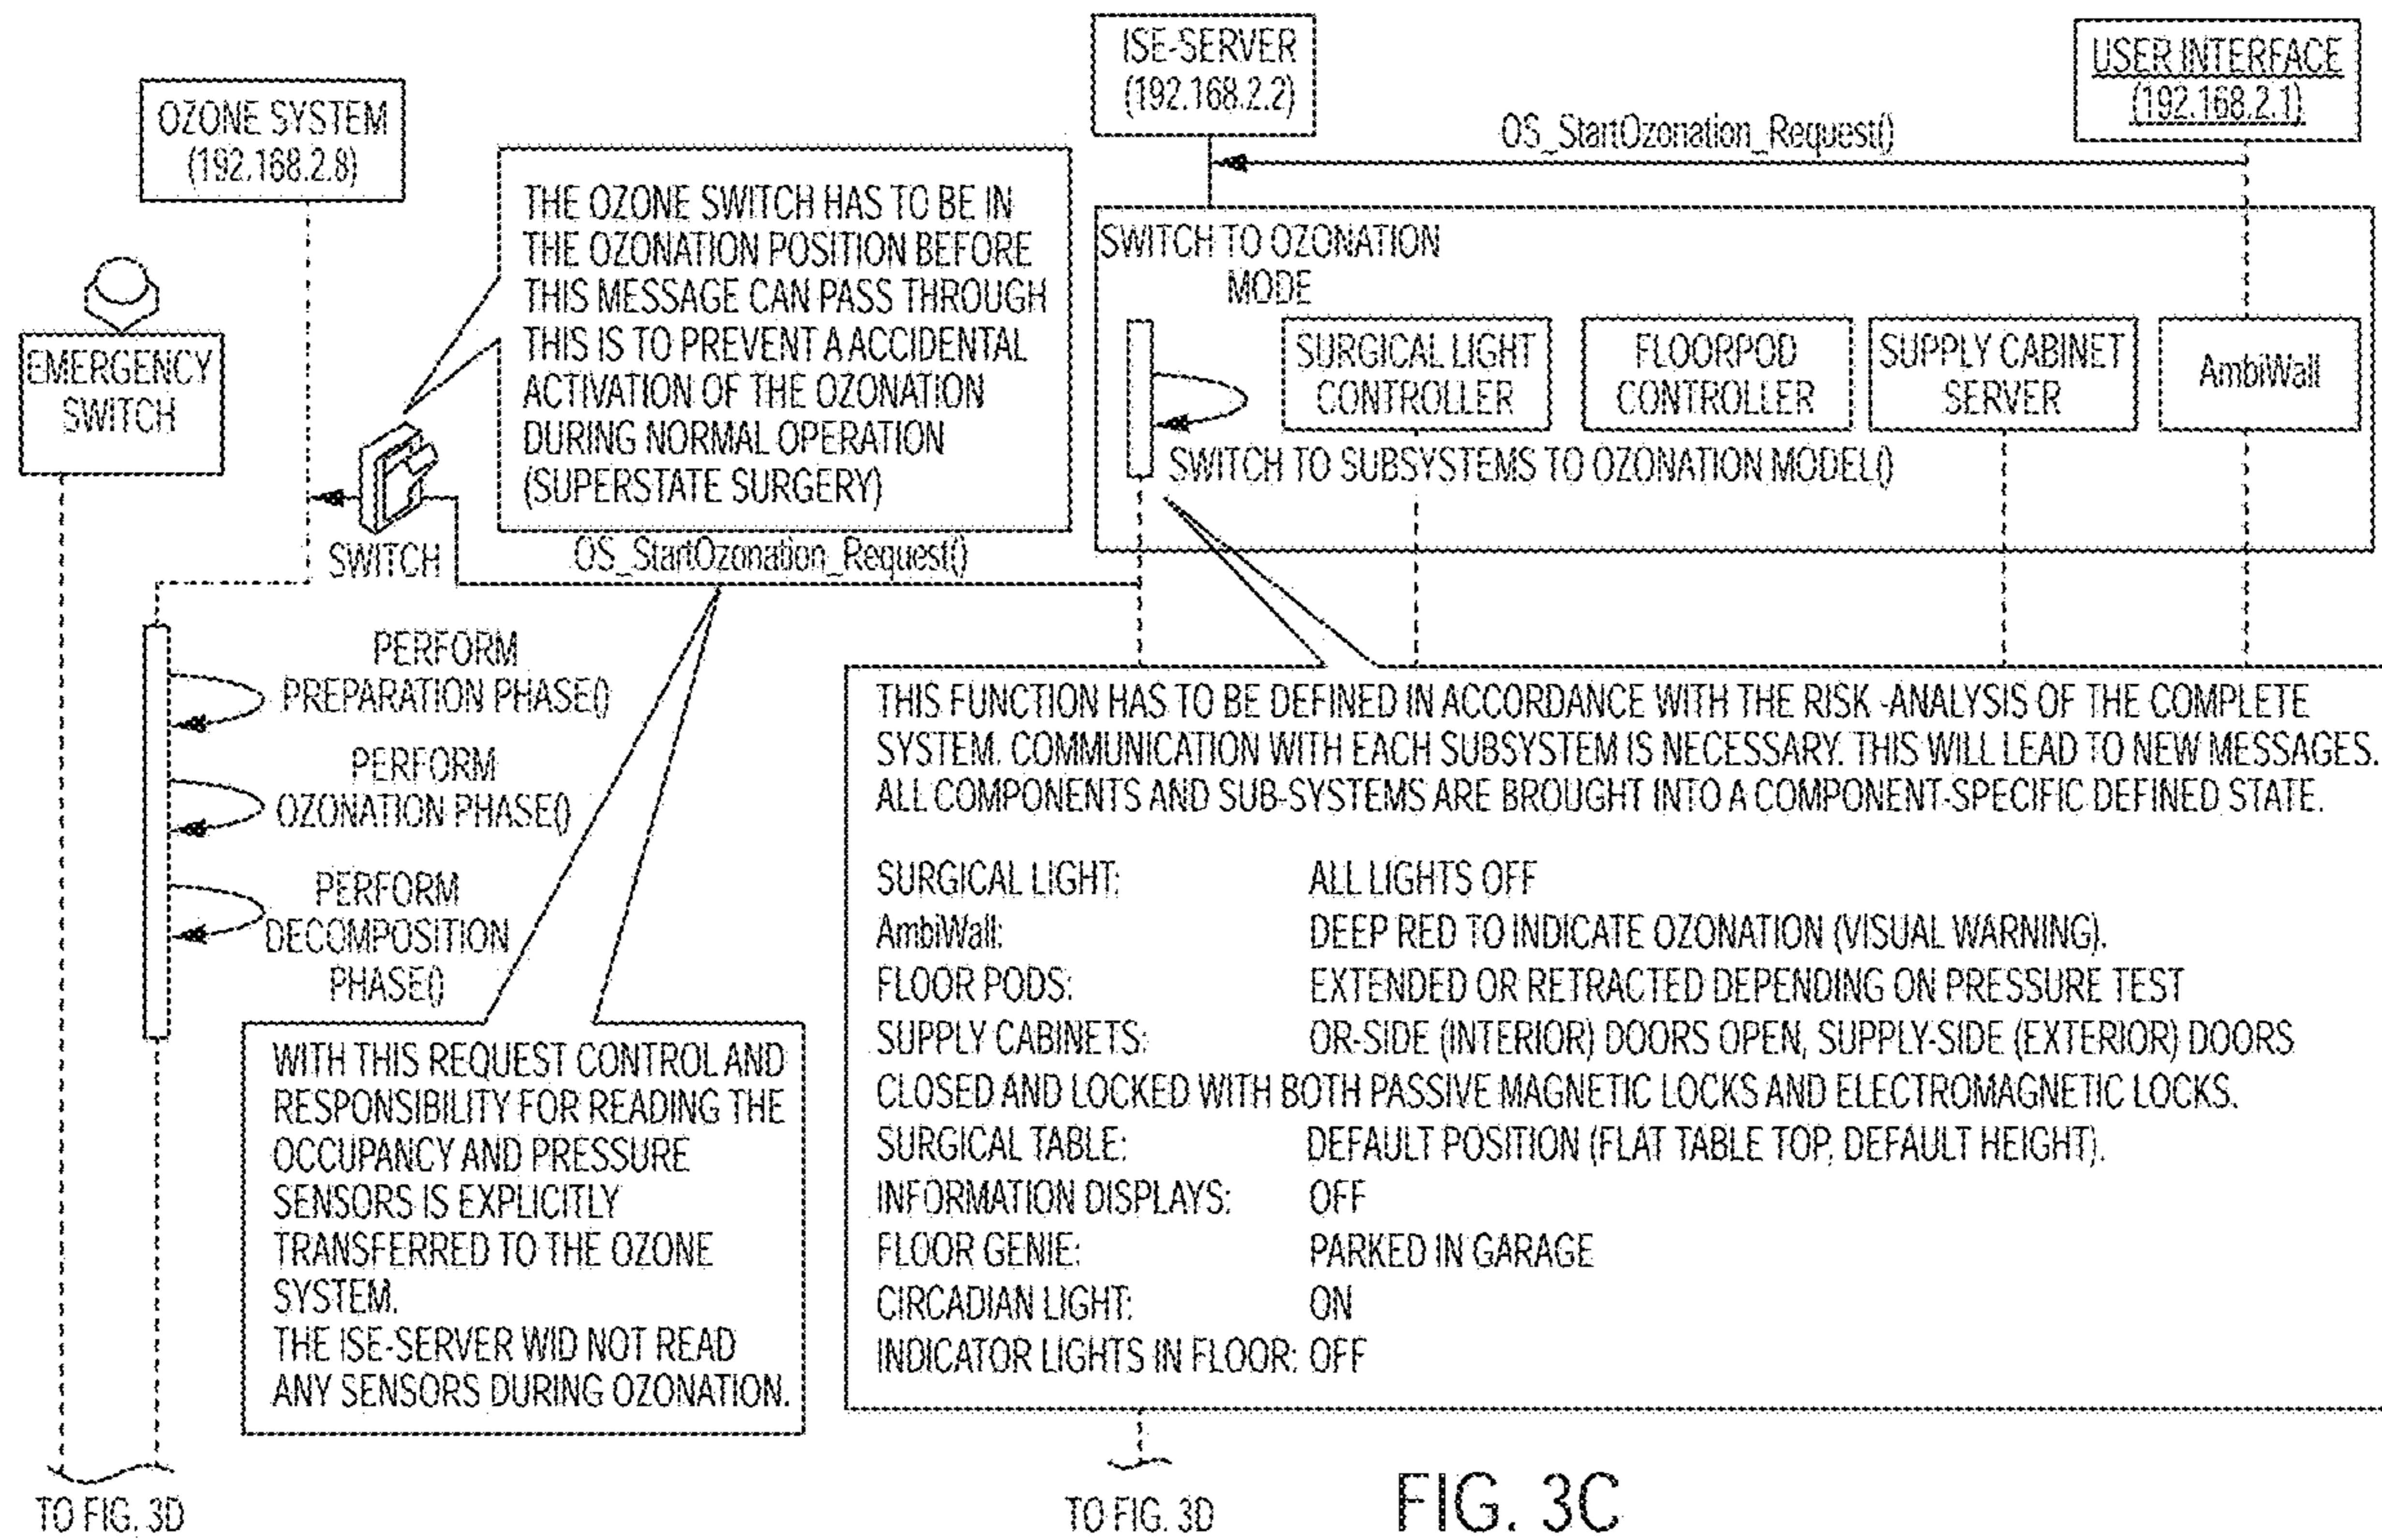 ISE-SERVER
(192.168.2.2)
USER INTERFACE
(192.168.2.1)
OZONE SYSTEM
(192.168.2.8)
OS_StartOzonation_Request()
THE OZONE SWITCH HAS TO BE IN
THE OZONATION POSITION BEFORE
THIS MESSAGE CAN PASS THROUGH
THIS IS TO PREVENT A ACCIDENTAL
ACTIVATION OF THE OZONATION
DURING NORMAL OPERATION
(SUPERSTATE SURGERY)
SWITCH TO OZONATION
MODE
EMERGENCY
SWITCH
SURGICAL LIGHT
CONTROLLER
FLOORPOD
CONTROLLER
SUPPLY CABINET
SERVER
AmbiWall
SWITCH TO SUBSYSTEMS TO OZONATION MODEL()
SWITCH
OS_StartOzonation_Request()
PERFORM
PREPARATION PHASE()
PERFORM
OZONATION PHASE()
PERFORM
DECOMPOSITION
PHASE()
THIS FUNCTION HAS TO BE DEFINED IN ACCORDANCE WITH THE RISK -ANALYSIS OF THE COMPLETE
SYSTEM. COMMUNICATION WITH EACH SUBSYSTEM IS NECESSARY. THIS WILL LEAD TO NEW MESSAGES.
ALL COMPONENTS AND SUB-SYSTEMS ARE BROUGHT INTO A COMPONENT-SPECIFIC DEFINED STATE.
SURGICAL LIGHT: ALL LIGHTS OFF
AmbiWall: DEEP RED TO INDICATE OZONATION (VISUAL WARNING).
FLOOR PODS: EXTENDED OR RETRACTED DEPENDING ON PRESSURE TEST
SUPPLY CABINETS: OR-SIDE (INTERIOR) DOORS OPEN, SUPPLY-SIDE (EXTERIOR) DOORS
CLOSED AND LOCKED WITH BOTH PASSIVE MAGNETIC LOCKS AND ELECTROMAGNETIC LOCKS.
SURGICAL TABLE: DEFAULT POSITION (FLAT TABLE TOP, DEFAULT HEIGHT).
INFORMATION DISPLAYS: OFF
FLOOR GENIE: PARKED IN GARAGE
CIRCADIAN LIGHT: ON
INDICATOR LIGHTS IN FLOOR: OFF
WITH THIS REQUEST CONTROL AND
RESPONSIBILITY FOR READING THE
OCCUPANCY AND PRESSURE
SENSORS IS EXPLICITLY
TRANSFERRED TO THE OZONE
SYSTEM.
THE ISE-SERVER WID NOT READ
ANY SENSORS DURING OZONATION.
TO FIG. 3D
TO FIG. 3D
FIG. 3C